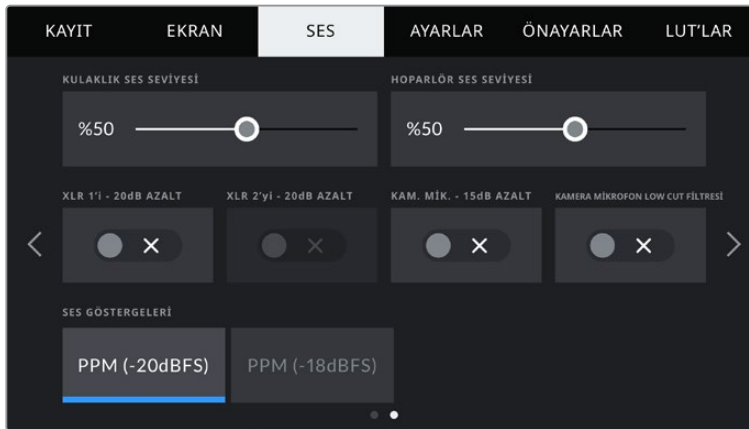 KAYIT EKRAN SES AYARLAR ÖNAYARLAR LUT'LAR
KULAKLIK SES SEVİYESİ HOPARLÖR SES SEVİYESİ
%50 %50
XLR 1'i - 20dB AZALT XLR 2'yi - 20dB AZALT KAM. MİK. - 15dB AZALT KAMERA MİKROFON LOW CUT FİLTRESİ
SES GÖSTERGELERİ
PPM (-20dBFS) PPM (-18dBFS)